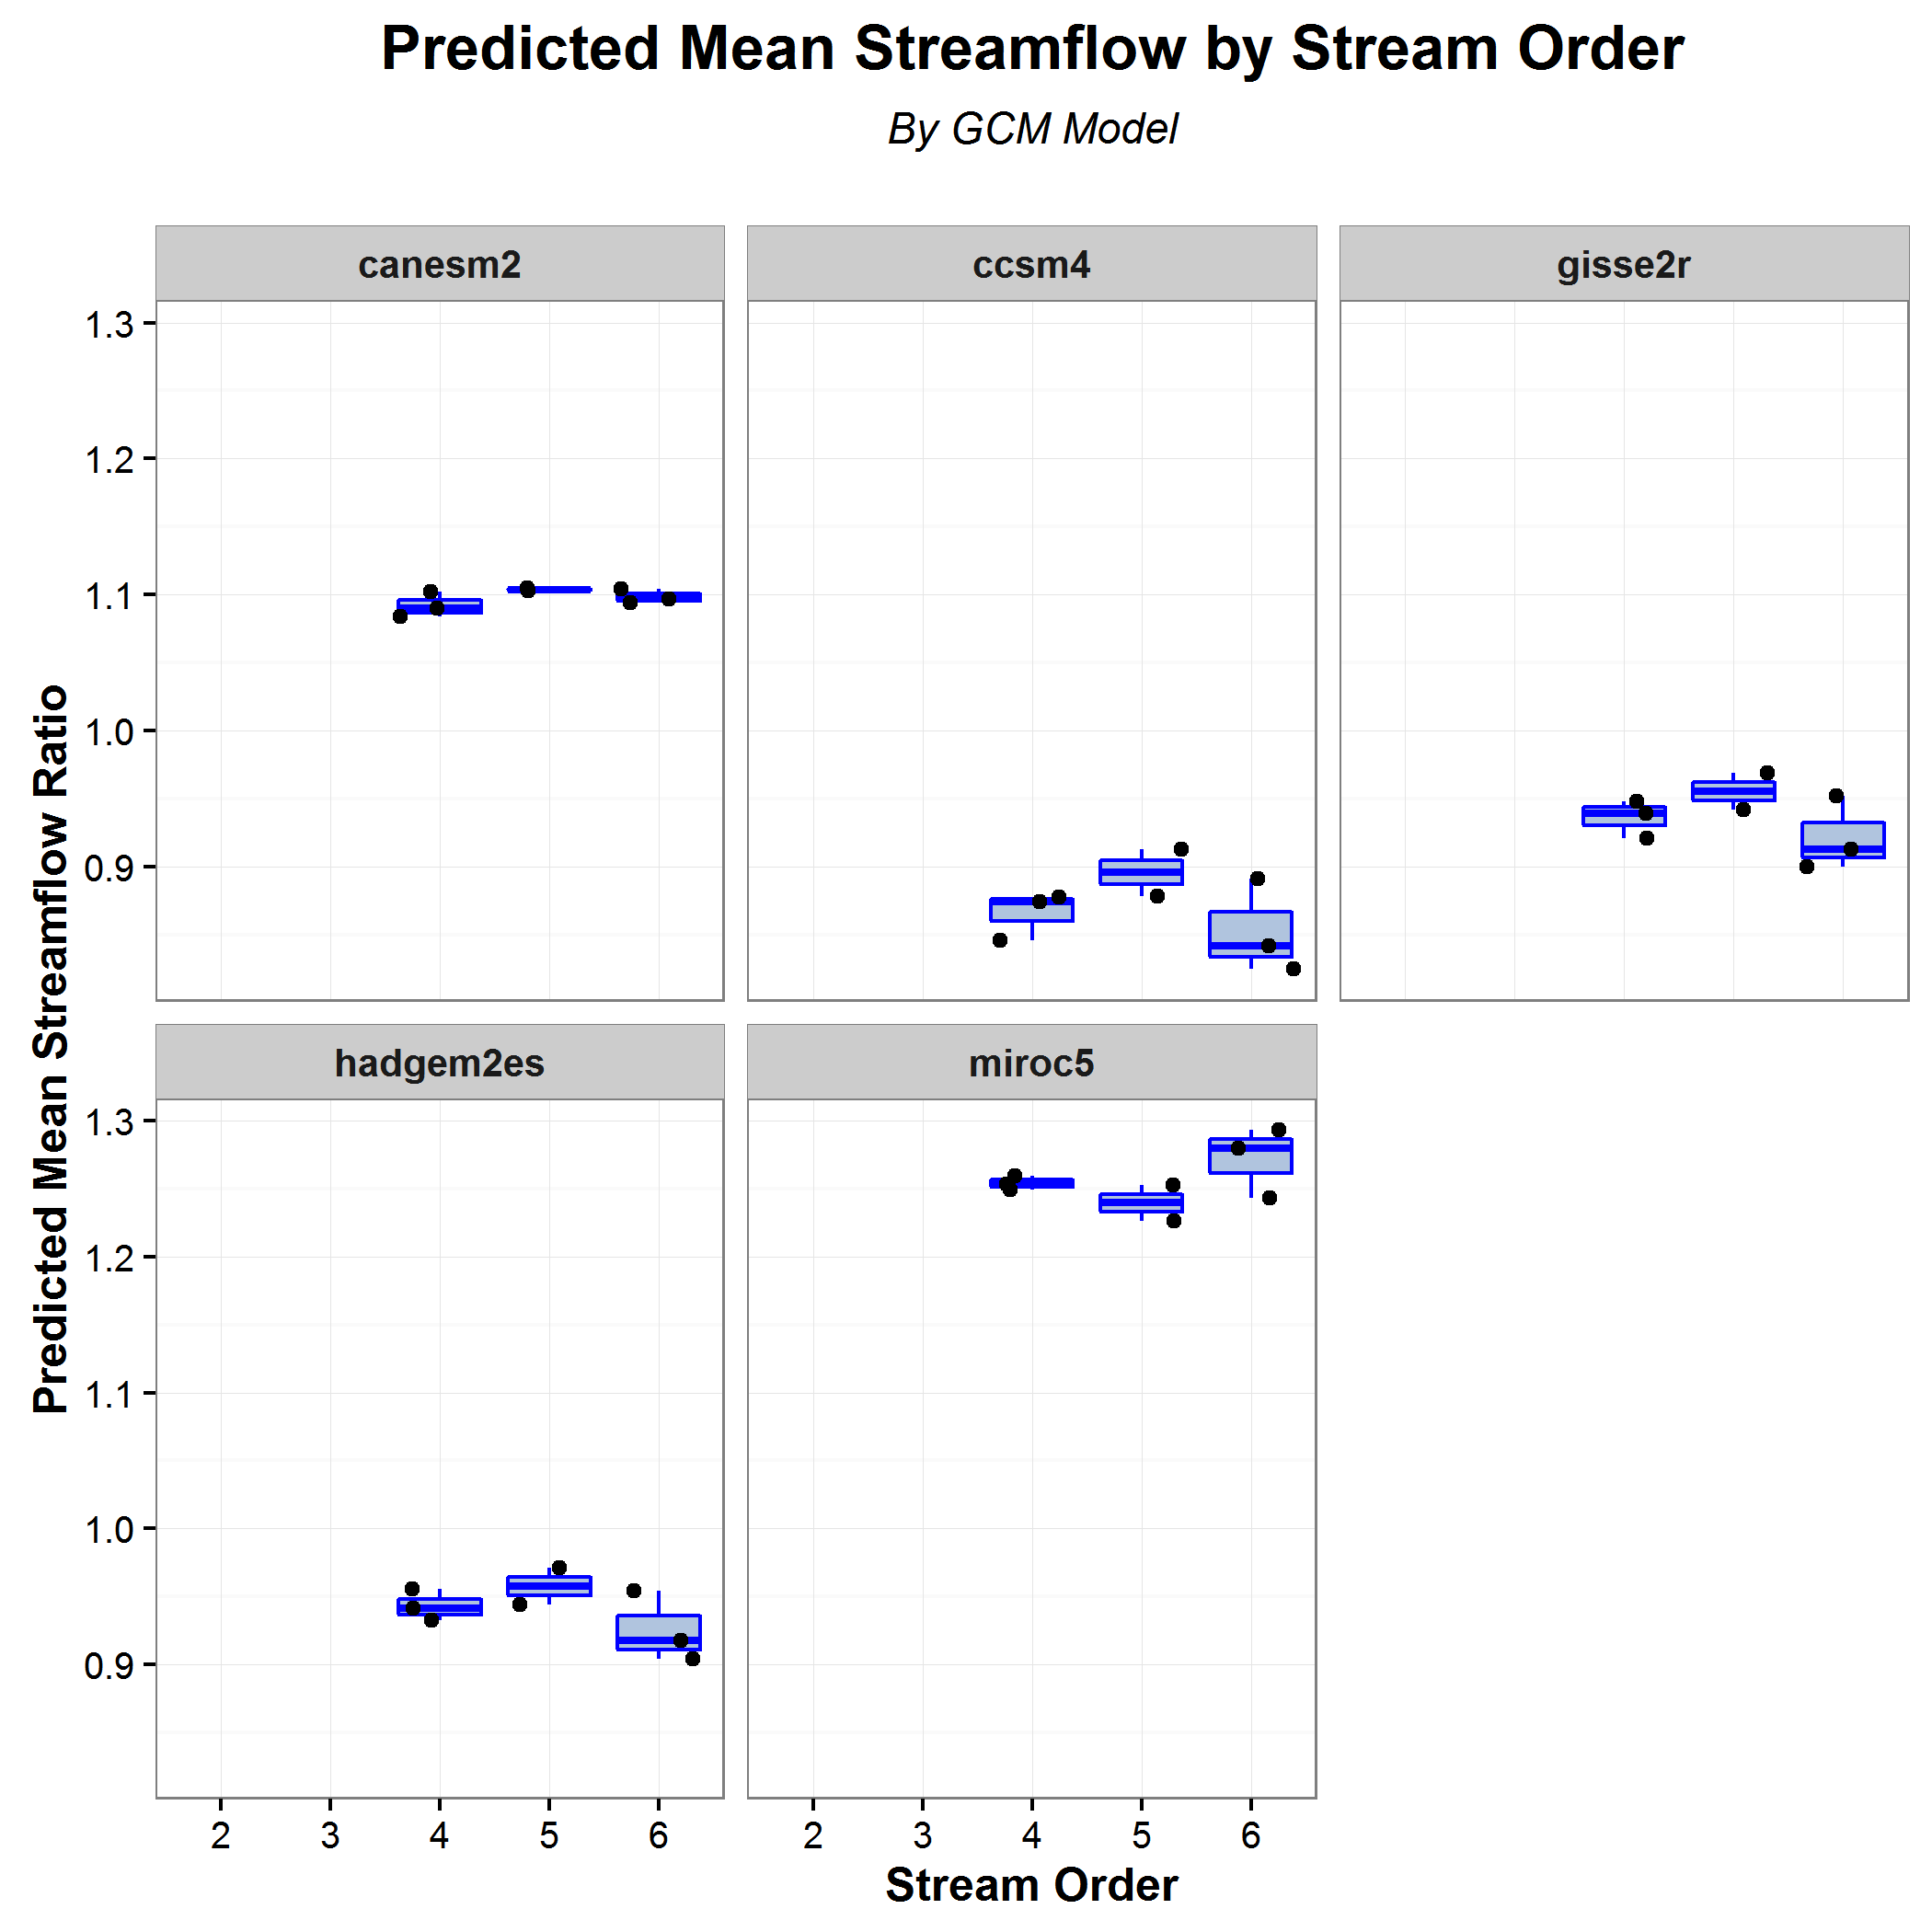 Predicted Mean Streamflow by Stream Order
By GCM Model
canesm2
ccsm4
gisse2r
1.3
1.2
1.1
1.0
0.9
Predicted Mean Streamflow Ratio
hadgem2es
miroc5
1.3
1.2
1.1
1.0
0.9
2 3 4 5 6
2 3 4 5 6
Stream Order